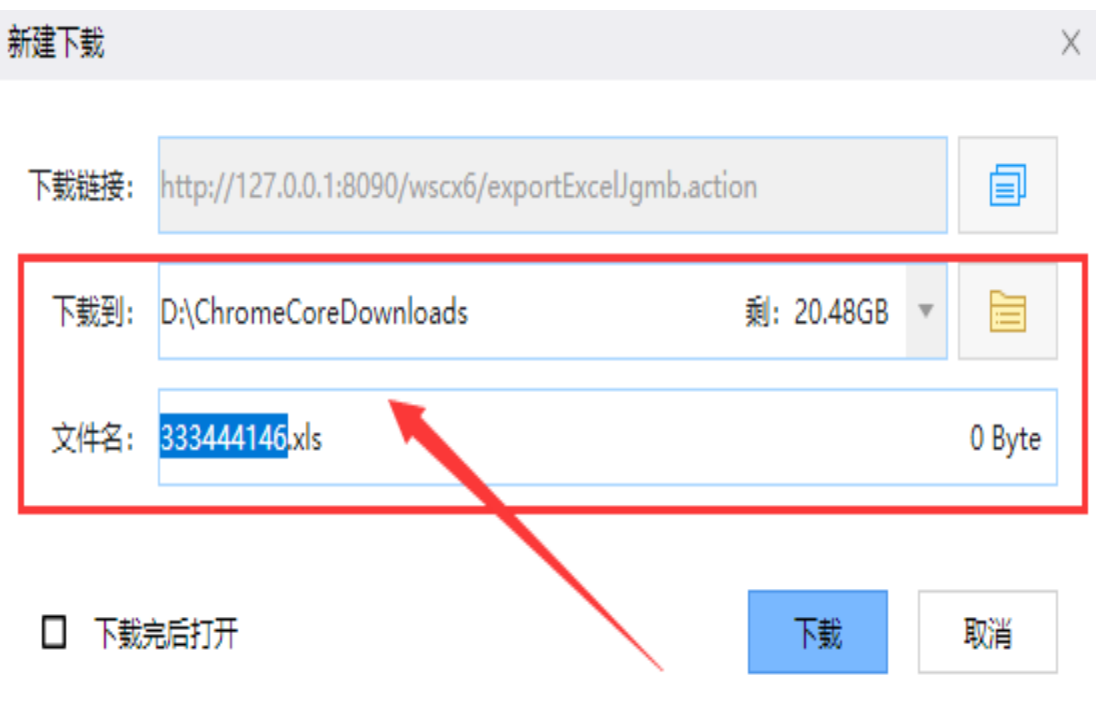 新建下载
下载链接: http://127.0.0.1:8090/wscx6/exportExcelJgmb.action
下载到: D:\ChromeCoreDownloads 剩: 20.48GB
文件名: 333444146.xls 0 Byte
下载完后打开 下载 取消